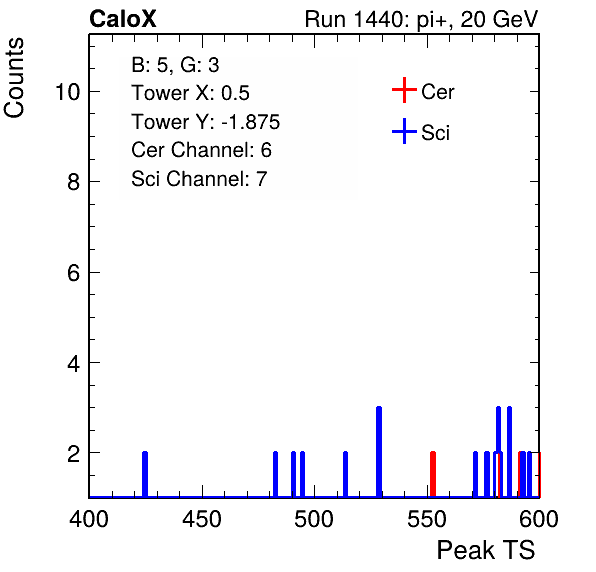 CaloX Run 1440: pi+, 20 GeV
Counts
B: 5, G: 3
Tower X: 0.5
Tower Y: -1.875
Cer Channel: 6
Sci Channel: 7
Cer
Sci
10
8
6
4
2
400 450 500 550 600
Peak TS